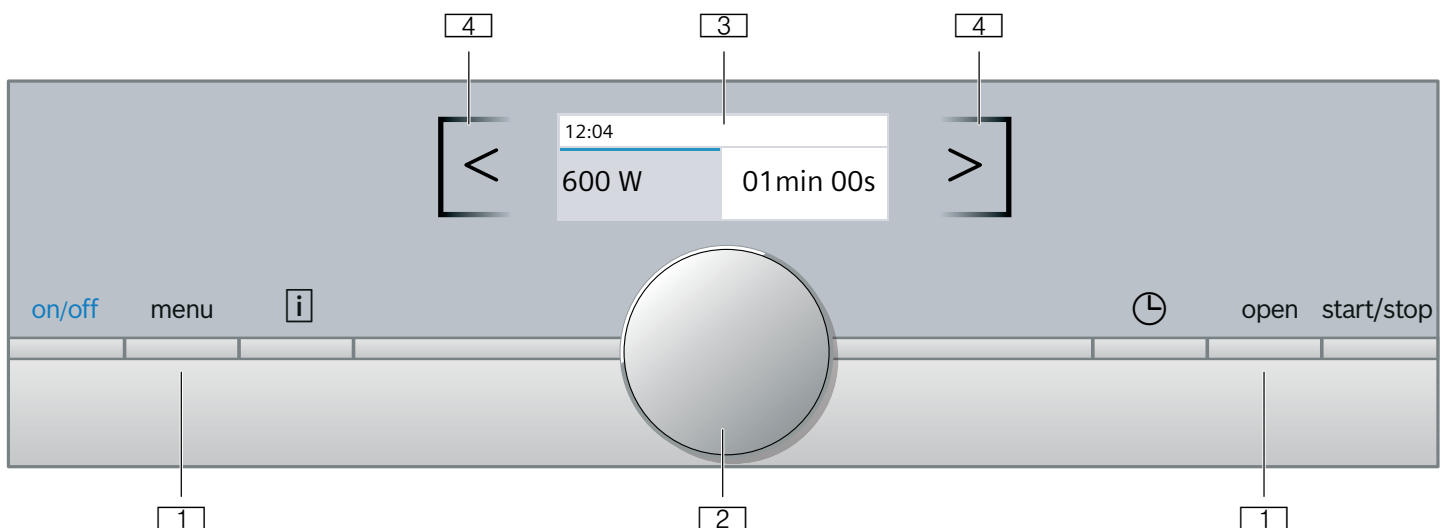 4 3 4
< 12:04 >
600 W 01min 00s
on/off menu i open start/stop
1 2 1